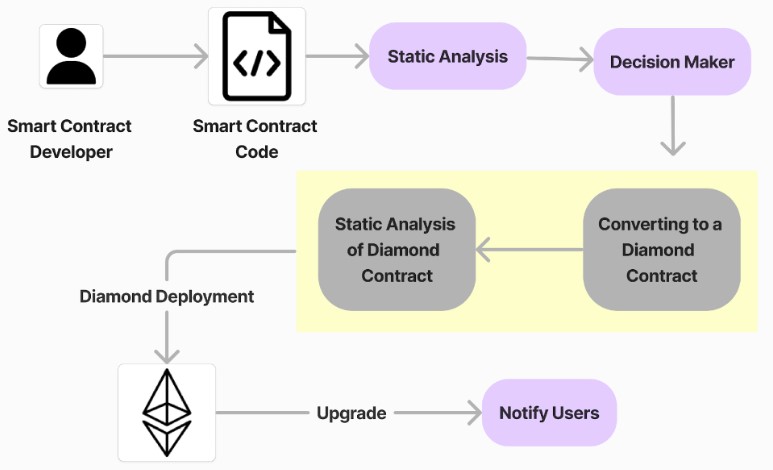 Smart Contract
Developer
</>
Smart Contract
Code
Static Analysis
Decision Maker
Converting to a
Diamond
Contract
Static Analysis
of Diamond
Contract
Diamond Deployment
Upgrade
Notify Users